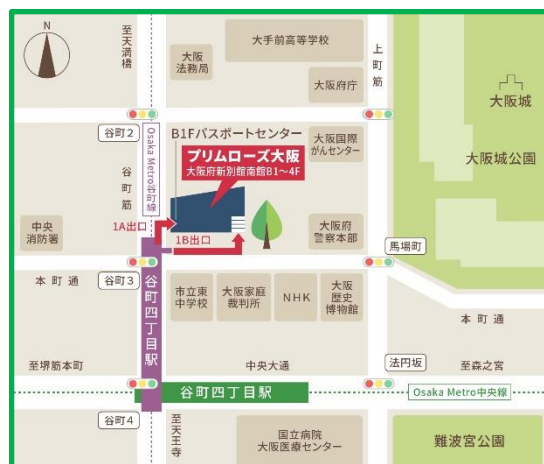 N
至天満橋
大阪
法務局
大手前高等学校
大阪府庁
上町筋
大阪城
大阪城公園
谷町2
Osaka Metro谷町線
B1Fパスポートセンター
プリムローズ大阪
大阪府新別館南館B1～4F
大阪国際
がんセンター
谷町筋
中央
消防署
1A出口
1B出口
大阪府
警察本部
馬場町
本町通
谷町3
谷町四丁目駅
市立東
中学校
大阪家庭
裁判所
NHK
大阪
歴史
博物館
本町通
至堺筋本町
中央大通
法円坂
至森之宮
谷町四丁目駅
Osaka Metro中央線
谷町4
至天王寺
国立病院
大阪医療センター
難波宮公園